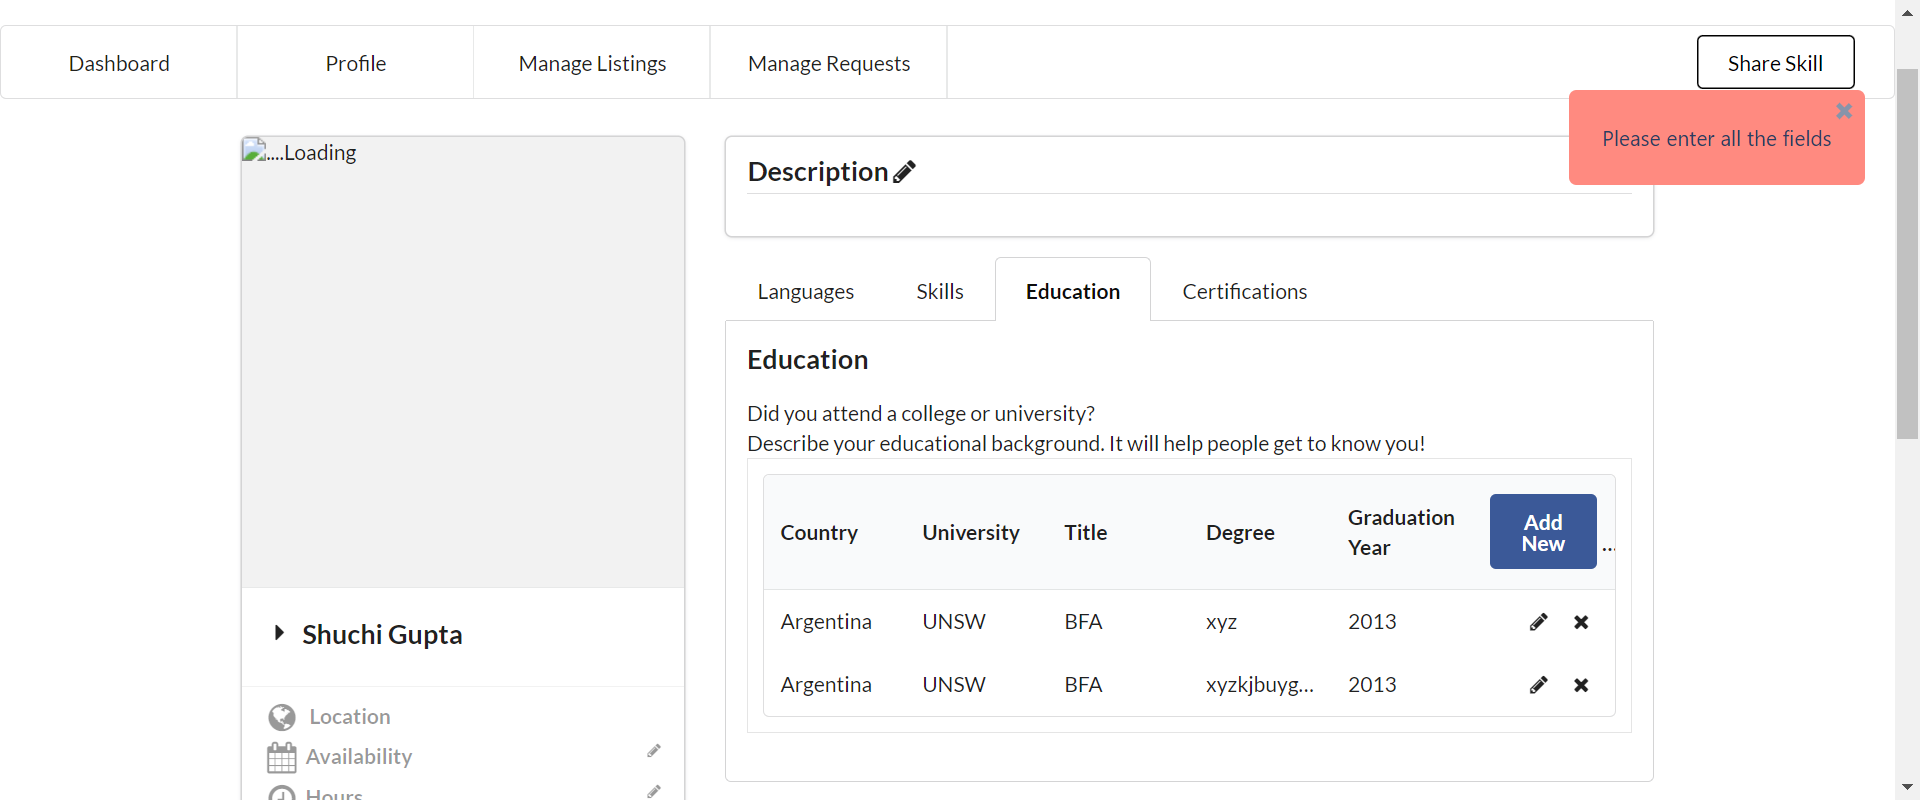 Dashboard
Profile
Manage Listings
Manage Requests
Share Skill
Please enter all the fields
....Loading
Description
Languages
Skills
Education
Certifications
Education
Did you attend a college or university?
Describe your educational background. It will help people get to know you!
Country University Title Degree Graduation Year Add New ...
Argentina UNSW BFA xyz 2013
Argentina UNSW BFA xyzkjbuyg... 2013
Shuchi Gupta
Location
Availability
Hours